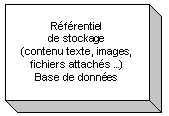 Référentiel
de stockage
(contenu texte, images,
fichiers attachés ...)
Base de données